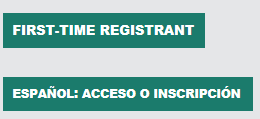 FIRST-TIME REGISTRANT
ESPAÑOL: ACCESO O INSCRIPCIÓN